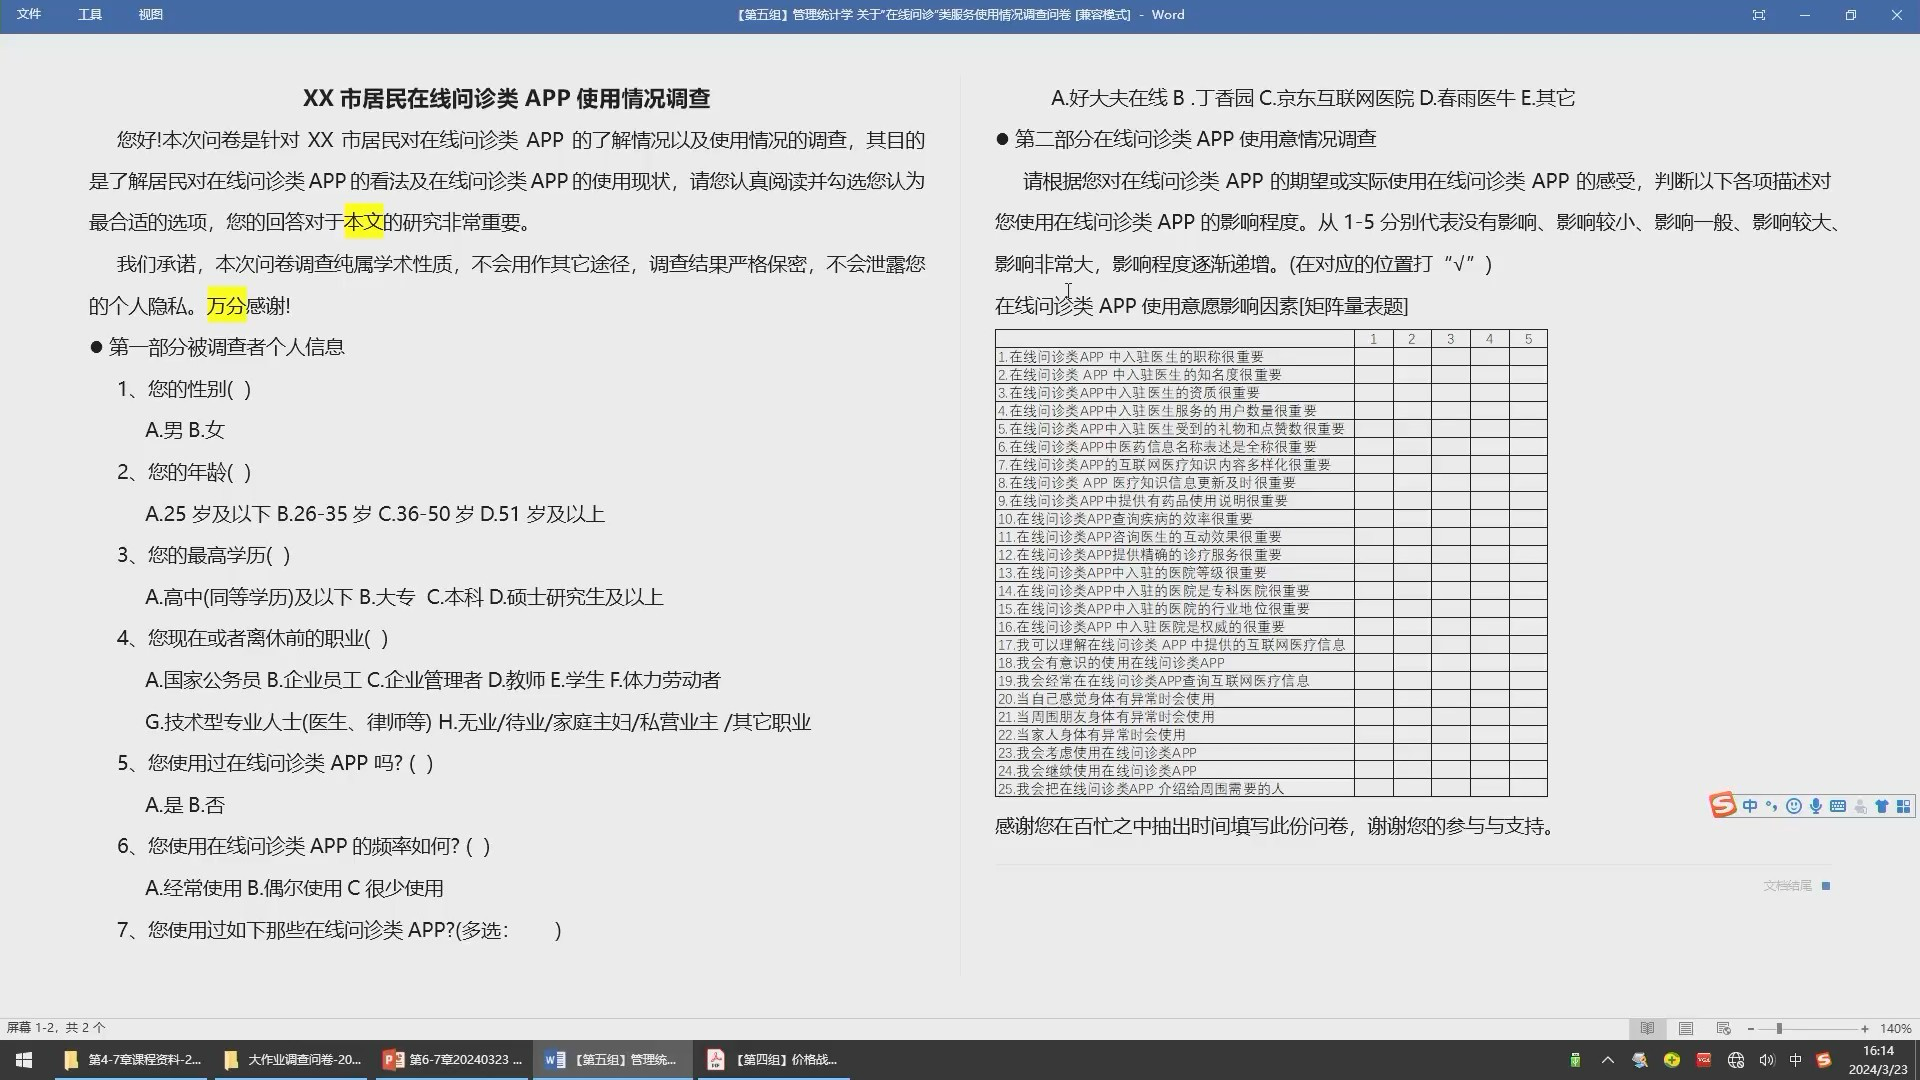 文件 工具 视图
【第五组】管理统计学 关于"在线问诊"类服务使用情况调查问卷 [兼容模式] - Word
XX 市居民在线问诊类 APP 使用情况调查
您好!本次问卷是针对 XX 市居民对在线问诊类 APP 的了解情况以及使用情况的调查，其目的
是了解居民对在线问诊类 APP 的看法及在线问诊类 APP 的使用现状，请您认真阅读并勾选您认为
最合适的选项，您的回答对于本文的研究非常重要。
我们承诺，本次问卷调查纯属学术性质，不会用作其它途径，调查结果严格保密，不会泄露您
的个人隐私。万分感谢!
● 第一部分被调查者个人信息
1、您的性别( )
A.男 B.女
2、您的年龄( )
A.25 岁及以下 B.26-35 岁 C.36-50 岁 D.51 岁及以上
3、您的最高学历( )
A.高中(同等学历)及以下 B.大专 C.本科 D.硕士研究生及以上
4、您现在或者离休前的职业( )
A.国家公务员 B.企业员工 C.企业管理者 D.教师 E.学生 F.体力劳动者
G.技术型专业人士(医生、律师等) H.无业/待业/家庭主妇/私营业主 /其它职业
5、您使用过在线问诊类 APP 吗? ( )
A.是 B.否
6、您使用在线问诊类 APP 的频率如何? ( )
A.经常使用 B.偶尔使用 C 很少使用
7、您使用过如下那些在线问诊类 APP?(多选： )
A.好大夫在线 B .丁香园 C.京东互联网医院 D.春雨医牛 E.其它
● 第二部分在线问诊类 APP 使用意情况调查
请根据您对在线问诊类 APP 的期望或实际使用在线问诊类 APP 的感受，判断以下各项描述对
您使用在线问诊类 APP 的影响程度。从 1-5 分别代表没有影响、影响较小、影响一般、影响较大、
影响非常大，影响程度逐渐递增。(在对应的位置打“√”)
在线问诊类 APP 使用意愿影响因素[矩阵量表题]
1 2 3 4 5
1.在线问诊类APP 中入驻医生的职称很重要
2.在线问诊类 APP 中入驻医生的知名度很重要
3.在线问诊类APP中入驻医生的资质很重要
4.在线问诊类APP中入驻医生服务的用户数量很重要
5.在线问诊类APP中入驻医生受到的礼物和点赞数很重要
6.在线问诊类APP中医药信息名称表述是全称很重要
7.在线问诊类APP的互联网医疗知识内容多样化很重要
8.在线问诊类 APP 医疗知识信息更新及时很重要
9.在线问诊类APP中提供有药品使用说明很重要
10.在线问诊类APP查询疾病的效率很重要
11.在线问诊类APP咨询医生的互动效果很重要
12.在线问诊类APP提供精确的诊疗服务很重要
13.在线问诊类APP中入驻的医院等级很重要
14.在线问诊类APP中入驻的医院是专科医院很重要
15.在线问诊类APP中入驻的医院的行业地位很重要
16.在线问诊类APP 中入驻医院是权威的很重要
17.我可以理解在线问诊类 APP 中提供的互联网医疗信息
18.我会有意识的使用在线问诊类APP
19.我会经常在在线问诊类APP查询互联网医疗信息
20.当自己感觉身体有异常时会使用
21.当周围朋友身体有异常时会使用
22.当家人身体有异常时会使用
23.我会考虑使用在线问诊类APP
24.我会继续使用在线问诊类APP
25.我会把在线问诊类APP 介绍给周围需要的人
感谢您在百忙之中抽出时间填写此份问卷，谢谢您的参与与支持。
文档结尾
中
屏幕 1-2，共 2 个
140%
第4-7章课程资料-2... 大作业调查问卷-20... 第6-7章20240323 ... 【第五组】管理统... 【第四组】价格战...
中
16:14
2024/3/23